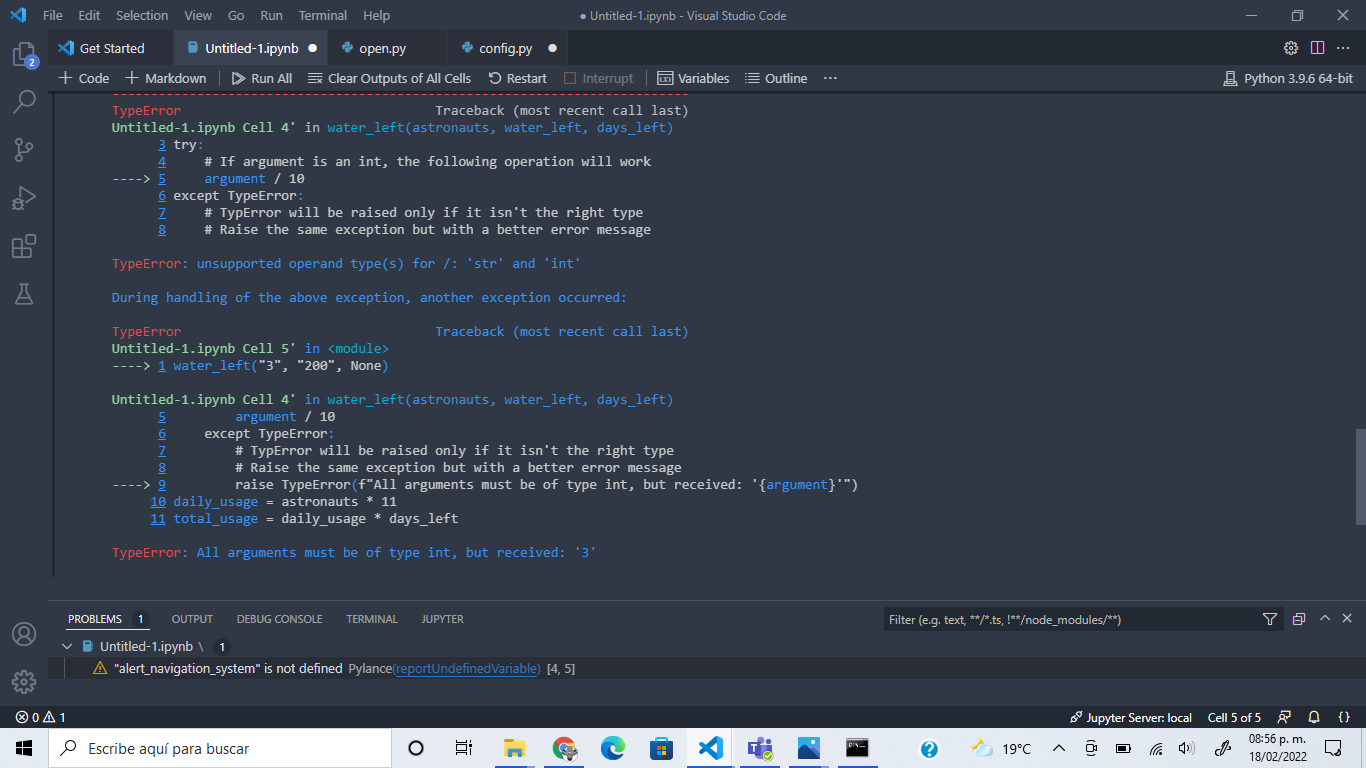 File Edit Selection View Go Run Terminal Help ● Untitled-1.ipynb - Visual Studio Code
Get Started Untitled-1.ipynb ● open.py config.py ●
+ Code + Markdown Run All Clear Outputs of All Cells Restart Interrupt Variables Outline ··· Python 3.9.6 64-bit
---------------------------------------------------------------------------
TypeError Traceback (most recent call last)
Untitled-1.ipynb Cell 4' in water_left(astronauts, water_left, days_left)
3 try:
4 # If argument is an int, the following operation will work
----> 5 argument / 10
6 except TypeError:
7 # TypError will be raised only if it isn't the right type
8 # Raise the same exception but with a better error message
TypeError: unsupported operand type(s) for /: 'str' and 'int'
During handling of the above exception, another exception occurred:
TypeError Traceback (most recent call last)
Untitled-1.ipynb Cell 5' in <module>
----> 1 water_left("3", "200", None)
Untitled-1.ipynb Cell 4' in water_left(astronauts, water_left, days_left)
5 argument / 10
6 except TypeError:
7 # TypError will be raised only if it isn't the right type
8 # Raise the same exception but with a better error message
----> 9 raise TypeError(f"All arguments must be of type int, but received: '{argument}'")
10 daily_usage = astronauts * 11
11 total_usage = daily_usage * days_left
TypeError: All arguments must be of type int, but received: '3'
PROBLEMS 1 OUTPUT DEBUG CONSOLE TERMINAL JUPYTER Filter (e.g. text, **/*.ts, !**/node_modules/**)
Untitled-1.ipynb \ 1
"alert_navigation_system" is not defined Pylance(reportUndefinedVariable) [4, 5]
0 1 Jupyter Server: local Cell 5 of 5
2
Escribe aquí para buscar 19°C 08:56 p. m.
18/02/2022